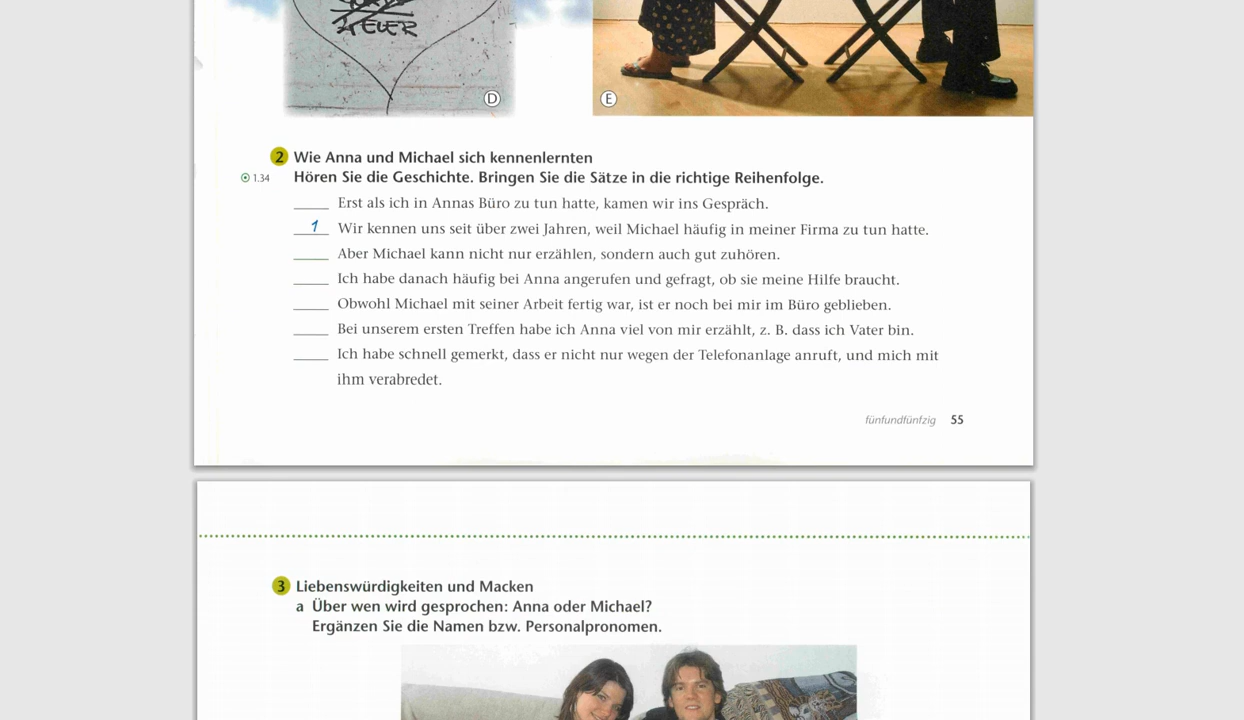 D
E
2 Wie Anna und Michael sich kennenlernten
1.34 Hören Sie die Geschichte. Bringen Sie die Sätze in die richtige Reihenfolge.
____ Erst als ich in Annas Büro zu tun hatte, kamen wir ins Gespräch.
1 Wir kennen uns seit über zwei Jahren, weil Michael häufig in meiner Firma zu tun hatte.
____ Aber Michael kann nicht nur erzählen, sondern auch gut zuhören.
____ Ich habe danach häufig bei Anna angerufen und gefragt, ob sie meine Hilfe braucht.
____ Obwohl Michael mit seiner Arbeit fertig war, ist er noch bei mir im Büro geblieben.
____ Bei unserem ersten Treffen habe ich Anna viel von mir erzählt, z. B. dass ich Vater bin.
____ Ich habe schnell gemerkt, dass er nicht nur wegen der Telefonanlage anruft, und mich mit
ihm verabredet.
fünfundfünfzig 55
3 Liebenswürdigkeiten und Macken
a Über wen wird gesprochen: Anna oder Michael?
Ergänzen Sie die Namen bzw. Personalpronomen.